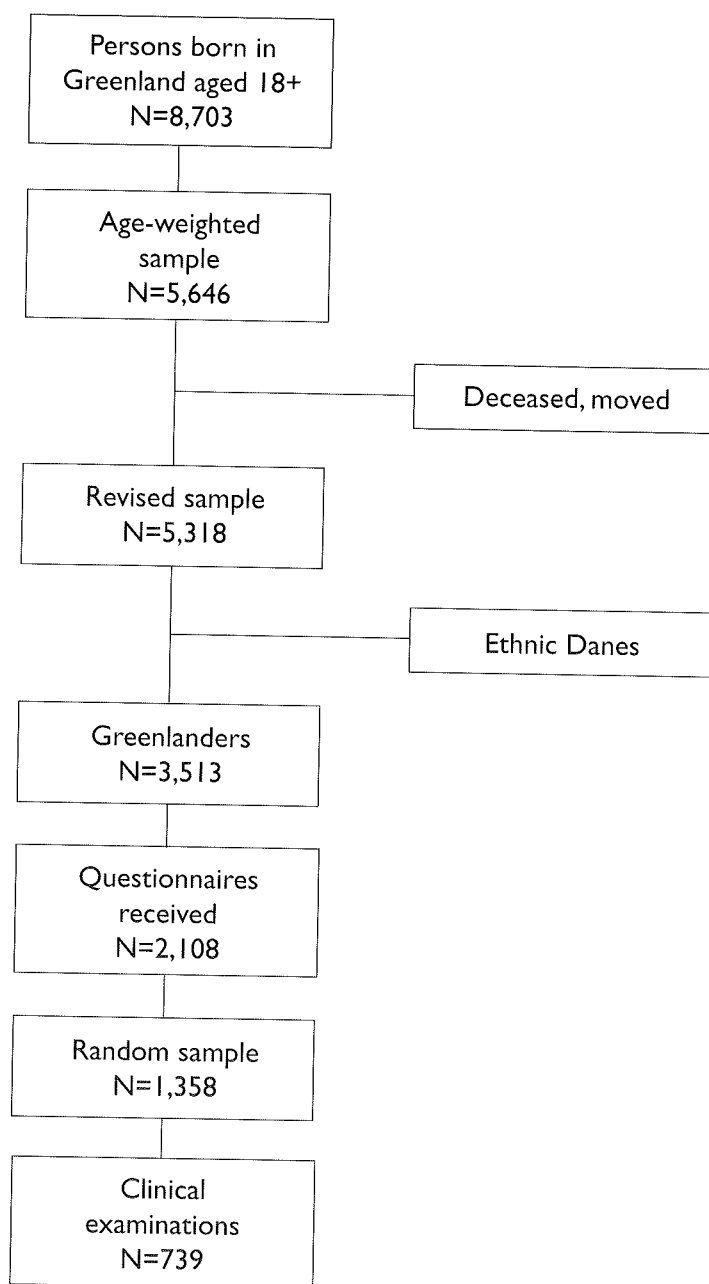 Persons born in
Greenland aged 18+
N=8,703
Age-weighted
sample
N=5,646
Deceased, moved
Revised sample
N=5,318
Ethnic Danes
Greenlanders
N=3,513
Questionnaires
received
N=2,108
Random sample
N=1,358
Clinical
examinations
N=739